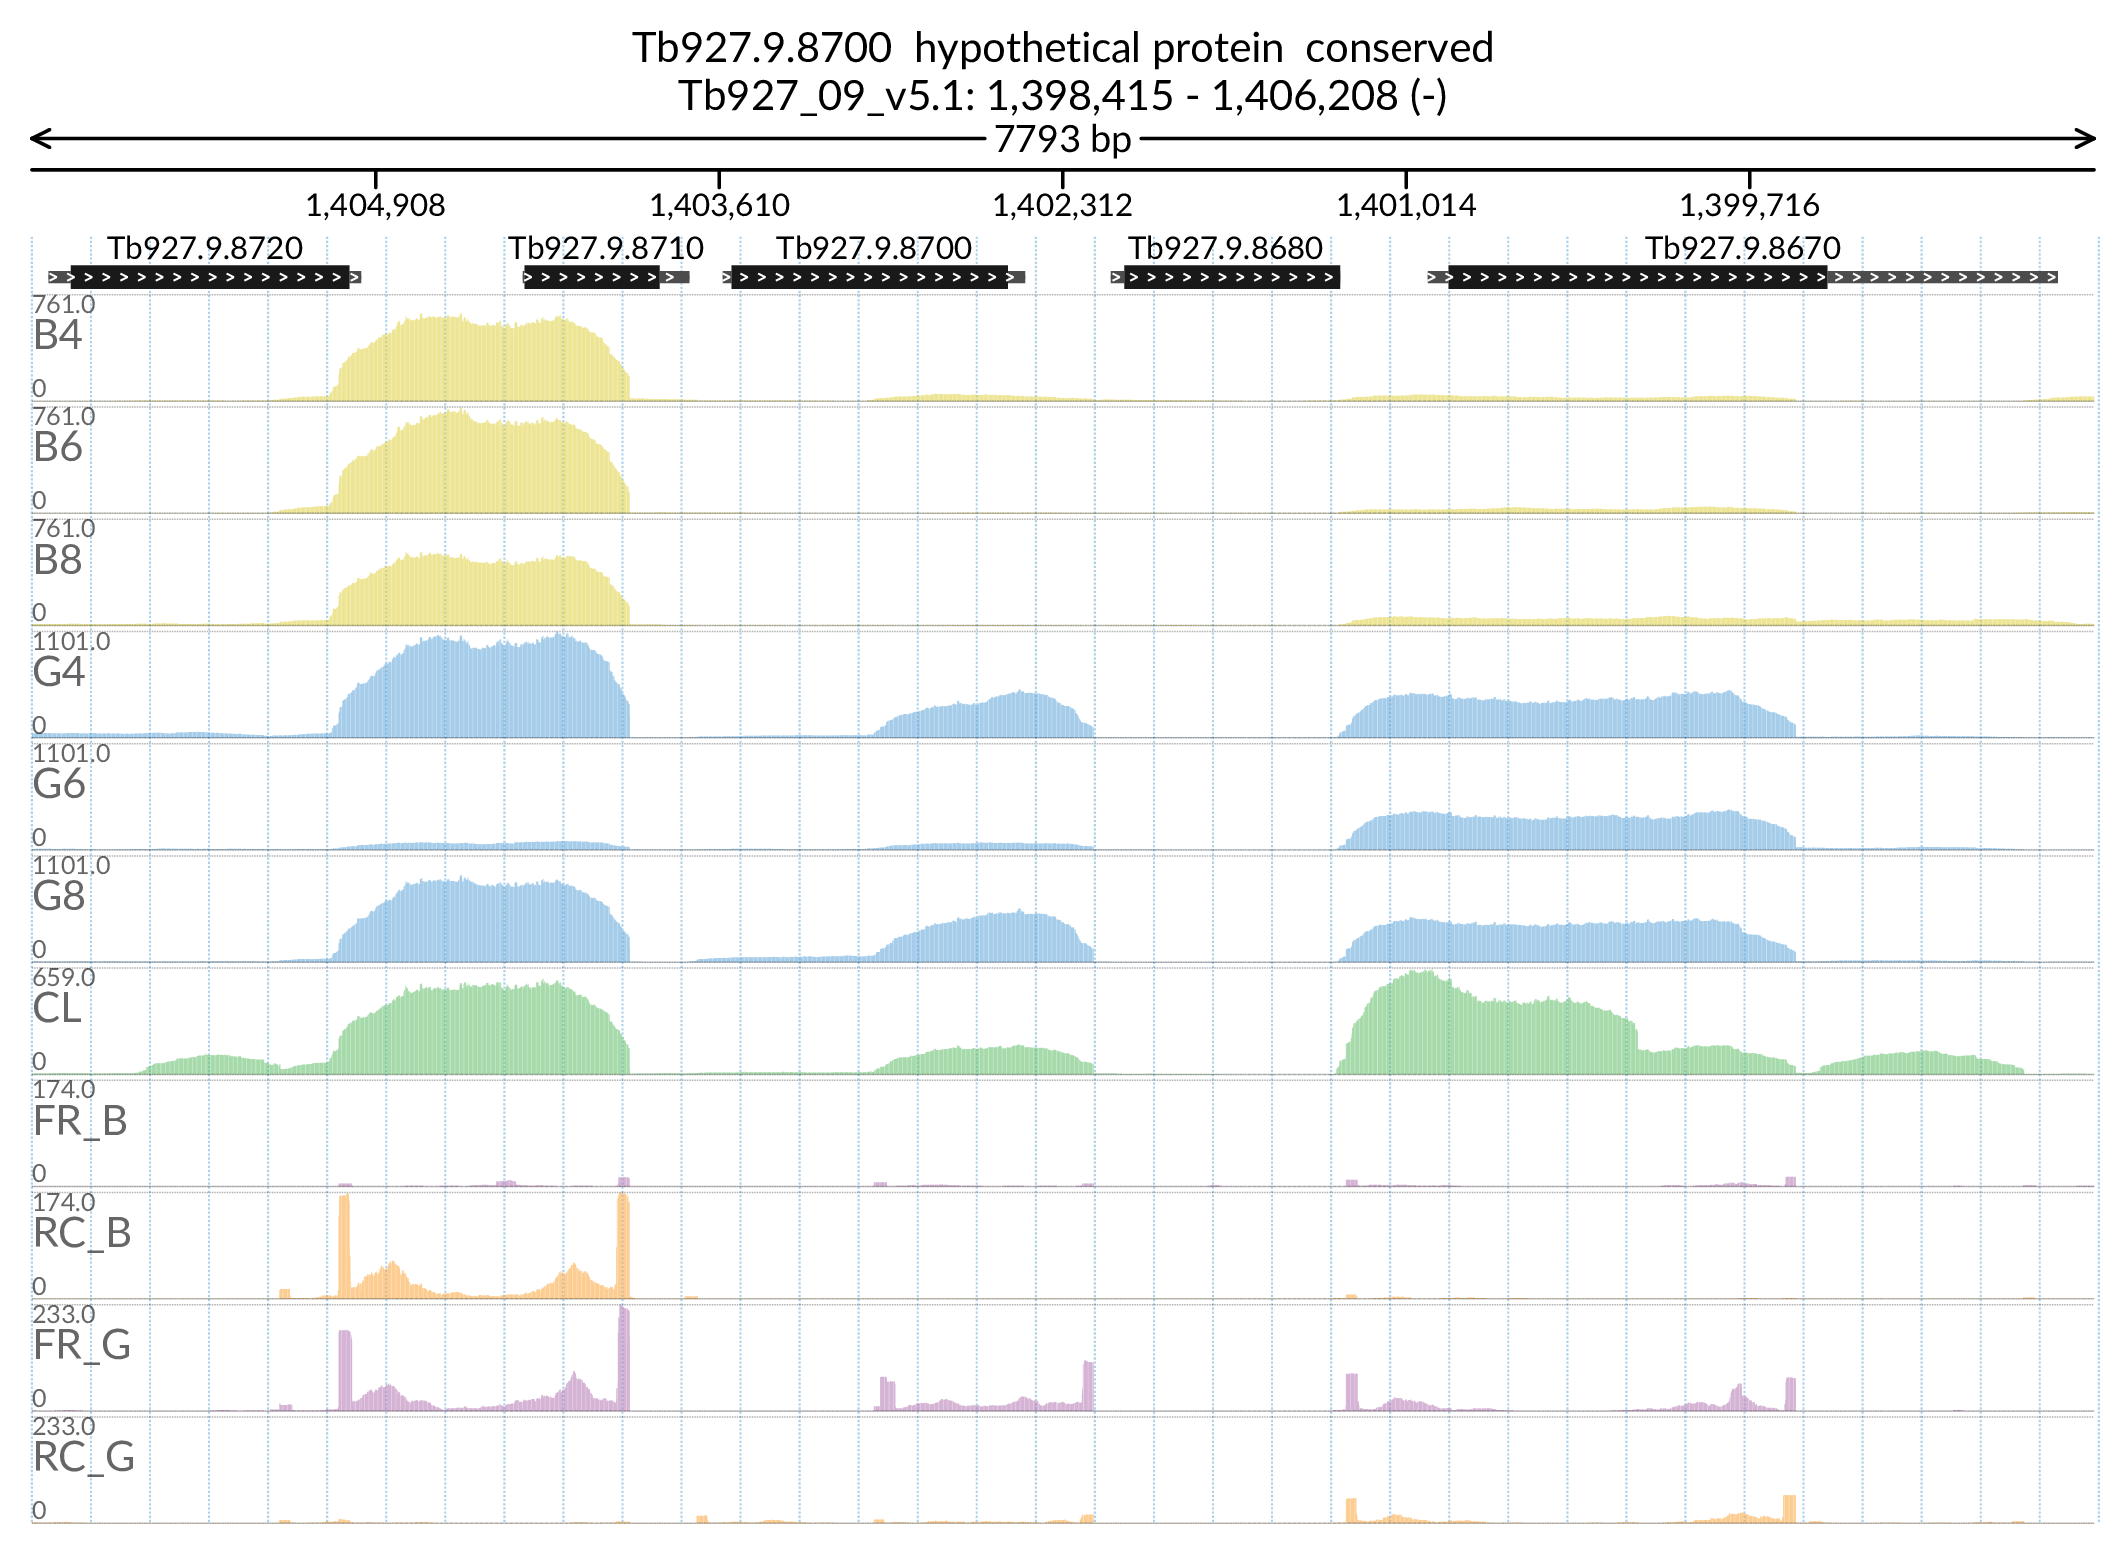 Tb927.9.8700 hypothetical protein conserved
Tb927_09_v5.1: 1,398,415 - 1,406,208 (-)
7793 bp
1,404,908 1,403,610 1,402,312 1,401,014 1,399,716
Tb927.9.8720 Tb927.9.8710 Tb927.9.8700 Tb927.9.8680 Tb927.9.8670
761.0
B4
0
761.0
B6
0
761.0
B8
0
1101.0
G4
0
1101.0
G6
0
1101.0
G8
0
659.0
CL
0
174.0
FR_B
0
174.0
RC_B
0
233.0
FR_G
0
233.0
RC_G
0